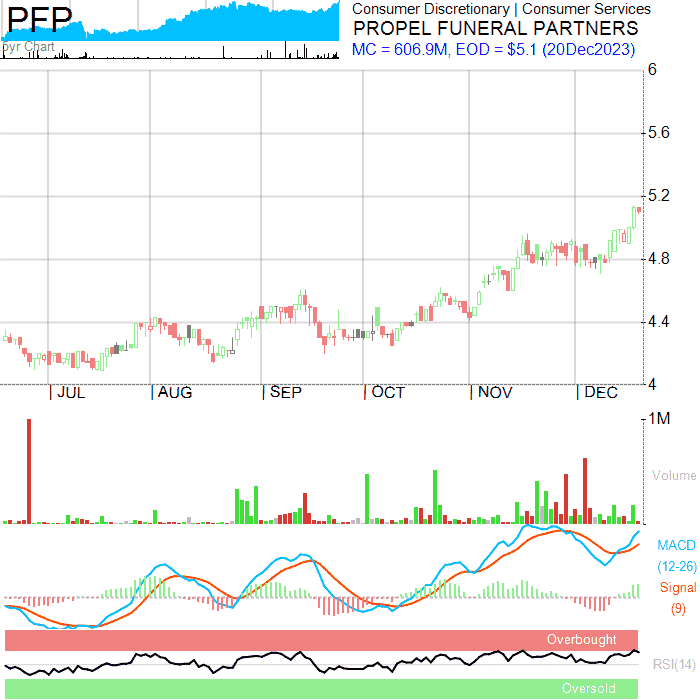 PFP
5yr Chart
Consumer Discretionary | Consumer Services
PROPEL FUNERAL PARTNERS
MC = 606.9M, EOD = $5.1 (20Dec2023)
6
5.6
5.2
4.8
4.4
4
JUL
AUG
SEP
OCT
NOV
DEC
1M
Volume
MACD
(12-26)
Signal
(9)
Overbought
RSI(14)
Oversold